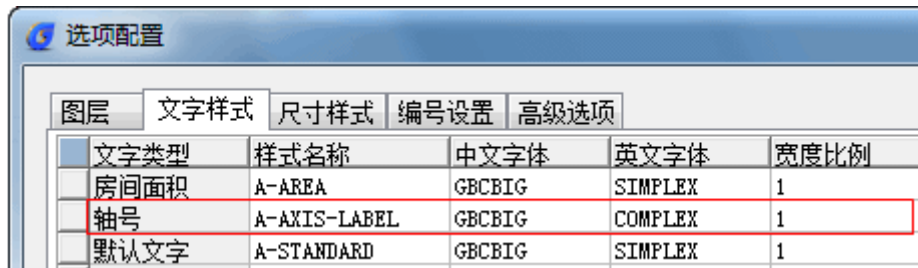 选项配置
图层 文字样式 尺寸样式 编号设置 高级选项
文字类型 样式名称 中文字体 英文字体 宽度比例
房间面积 A-AREA GBCBIG SIMPLEX 1
轴号 A-AXIS-LABEL GBCBIG COMPLEX 1
默认文字 A-STANDARD GBCBIG SIMPLEX 1